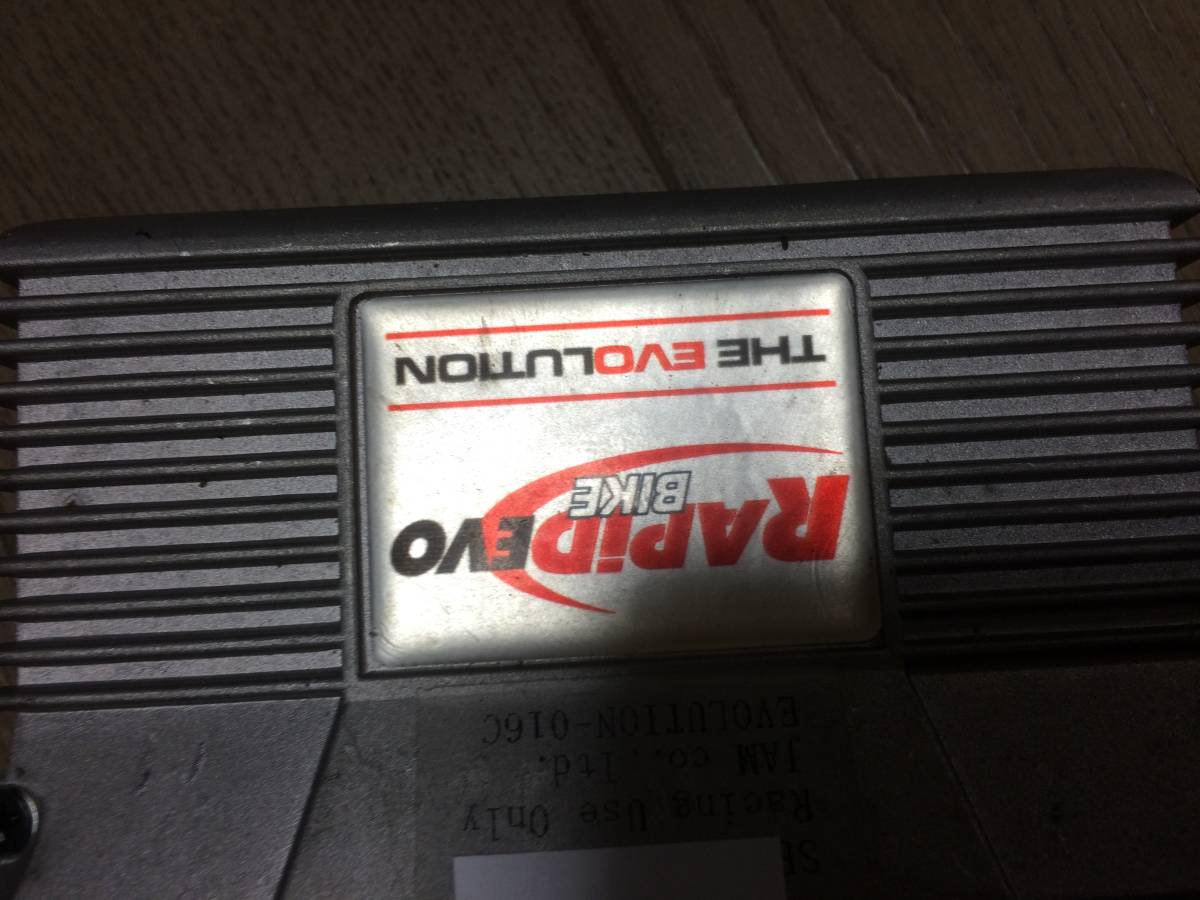 Racing Use Only
JAM co., ltd.
EVOLUTION-016C
RAPiD EVO
BIKE
THE EVOLUTION